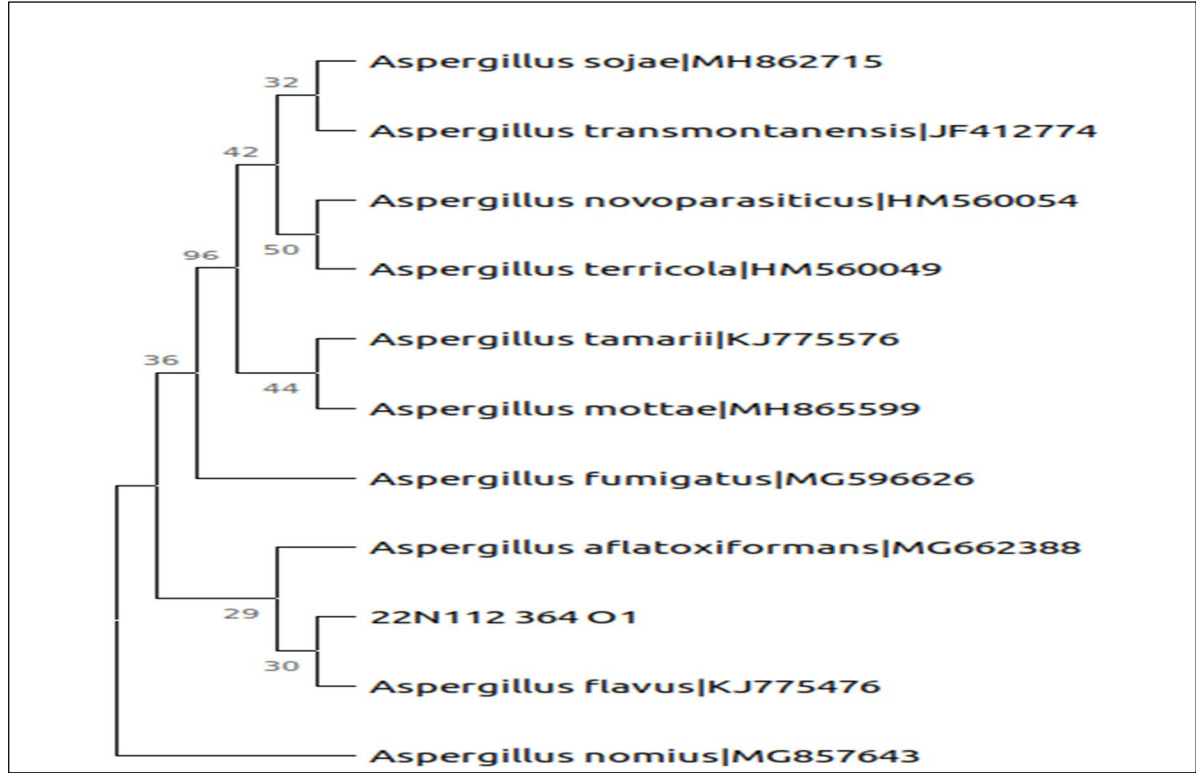 Aspergillus sojae|MH862715
32
Aspergillus transmontanensis|JF412774
42
Aspergillus novoparasiticus|HM560054
50
96
Aspergillus terricola|HM560049
Aspergillus tamarii|KJ775576
36
44
Aspergillus mottae|MH865599
Aspergillus fumigatus|MG596626
Aspergillus aflatoxiformans|MG662388
29
22N112 364 O1
30
Aspergillus flavus|KJ775476
Aspergillus nomius|MG857643